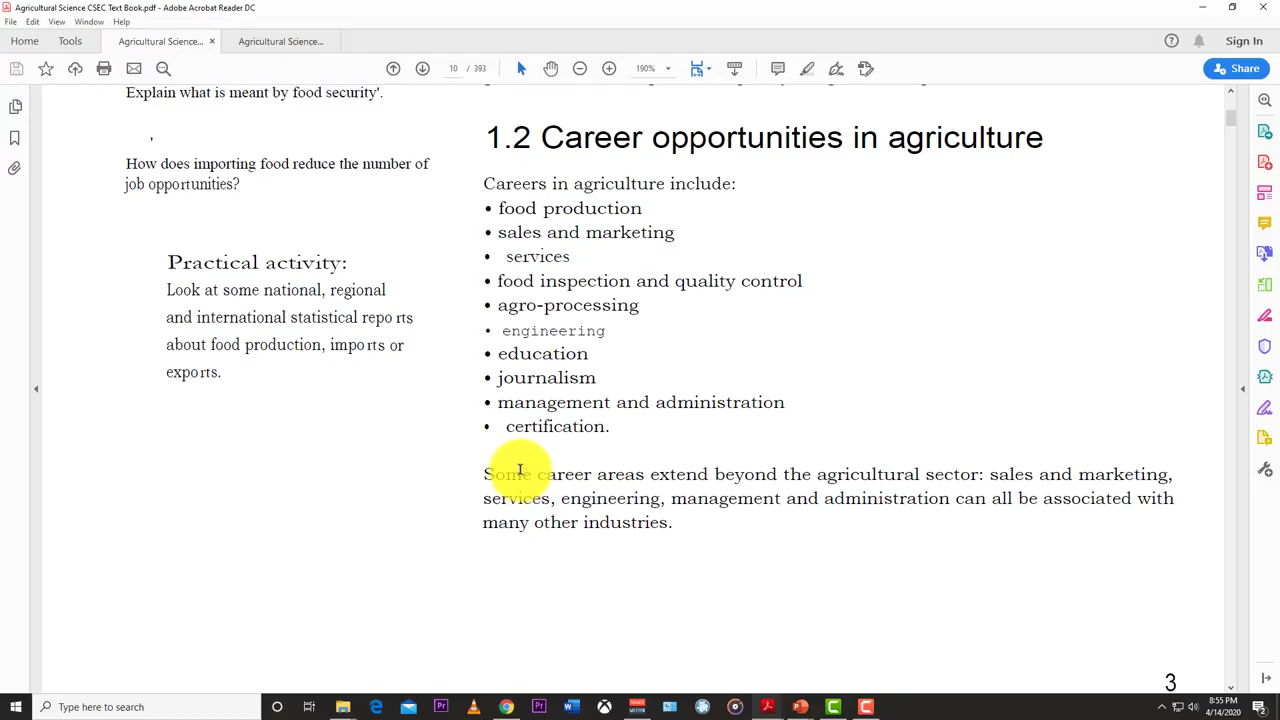 Agricultural Science CSEC Text Book.pdf - Adobe Acrobat Reader DC
File Edit View Window Help
Home Tools Agricultural Science... × Agricultural Science... Sign In
10 / 393 190% Share
Explain what is meant by food security'.
'
How does importing food reduce the number of
job opportunities?
Practical activity:
Look at some national, regional
and international statistical repo rts
about food production, impo rts or
expo rts.
1.2 Career opportunities in agriculture
Careers in agriculture include:
• food production
• sales and marketing
• services
• food inspection and quality control
• agro-processing
• engineering
• education
• journalism
• management and administration
• certification.
Some career areas extend beyond the agricultural sector: sales and marketing,
services, engineering, management and administration can all be associated with
many other industries.
3
Type here to search
8:55 PM
4/14/2020